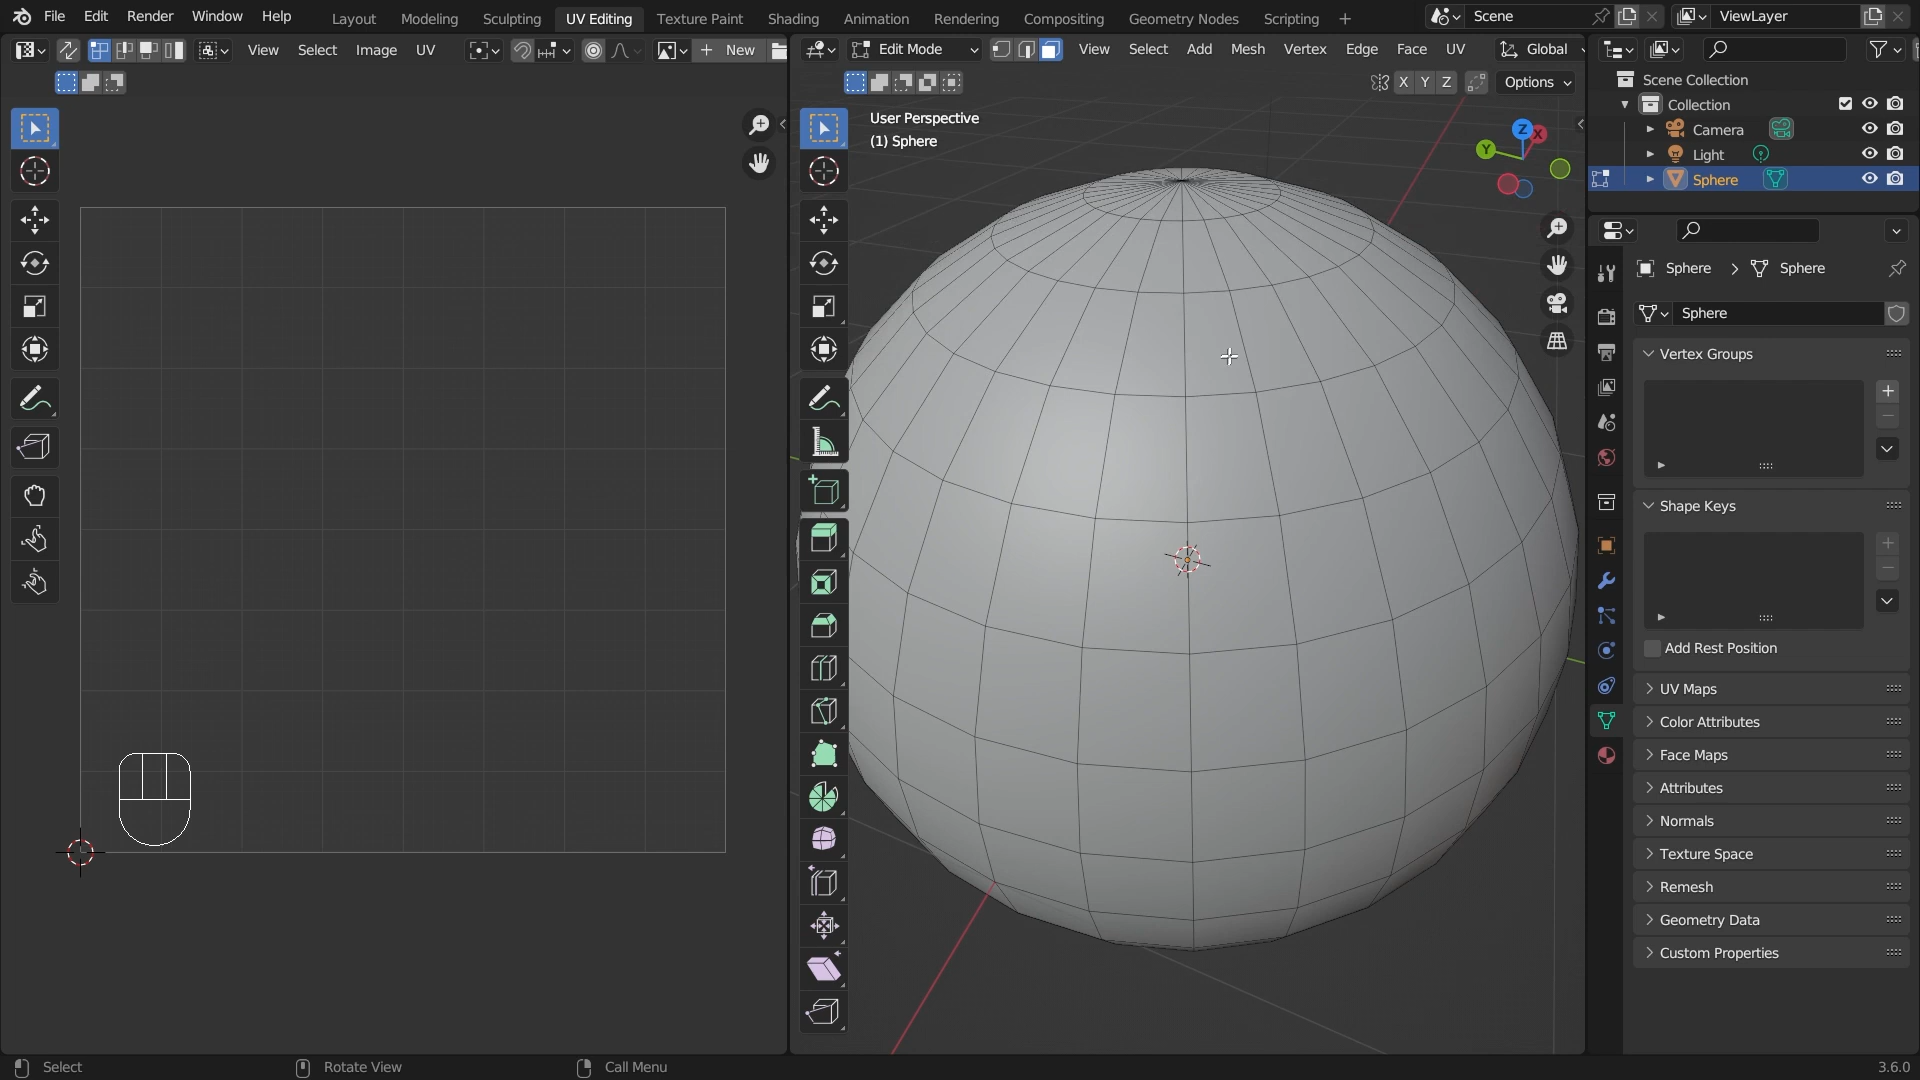 File Edit Render Window Help Layout Modeling Sculpting UV Editing Texture Paint Shading Animation Rendering Compositing Geometry Nodes Scripting + Scene ViewLayer
View Select Image UV New Edit Mode View Select Add Mesh Vertex Edge Face UV Global
X Y Z Options
Scene Collection
Collection
Camera
Light
Sphere
User Perspective
(1) Sphere
Z X Y
Sphere > Sphere
Sphere
Vertex Groups
Shape Keys
Add Rest Position
UV Maps
Color Attributes
Face Maps
Attributes
Normals
Texture Space
Remesh
Geometry Data
Custom Properties
Select Rotate View Call Menu 3.6.0